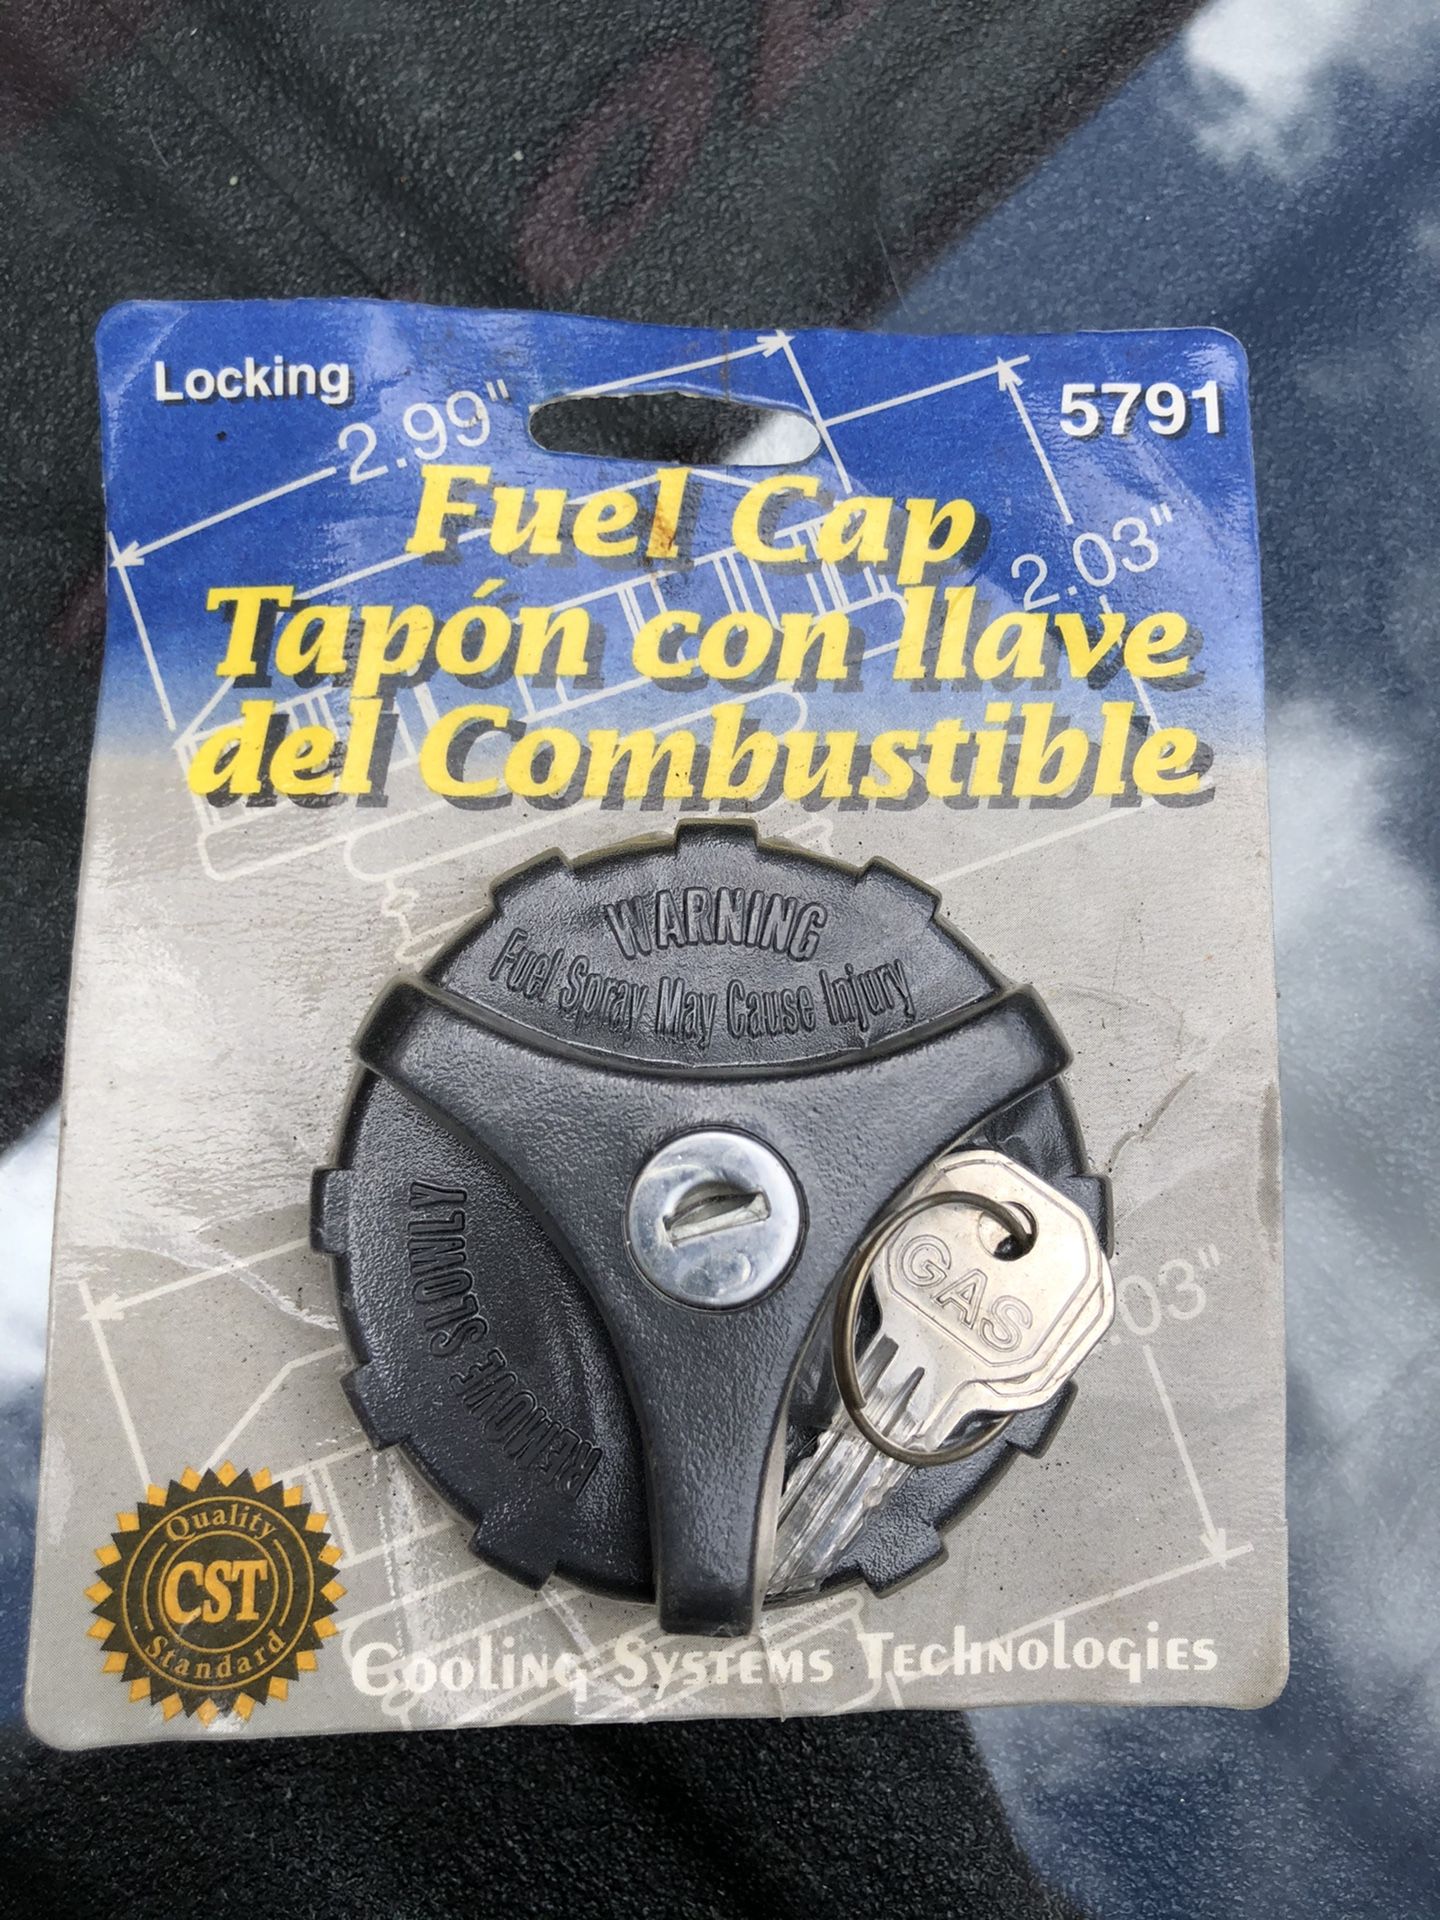 Locking
5791
2.99"
Fuel Cap
2.03"
Tapón con llave
del Combustible
WARNING
Fuel Spray May Cause Injury
REMOVE SLOWLY
GAS
.03"
Quality
CST
Standard
Cooling Systems Technologies